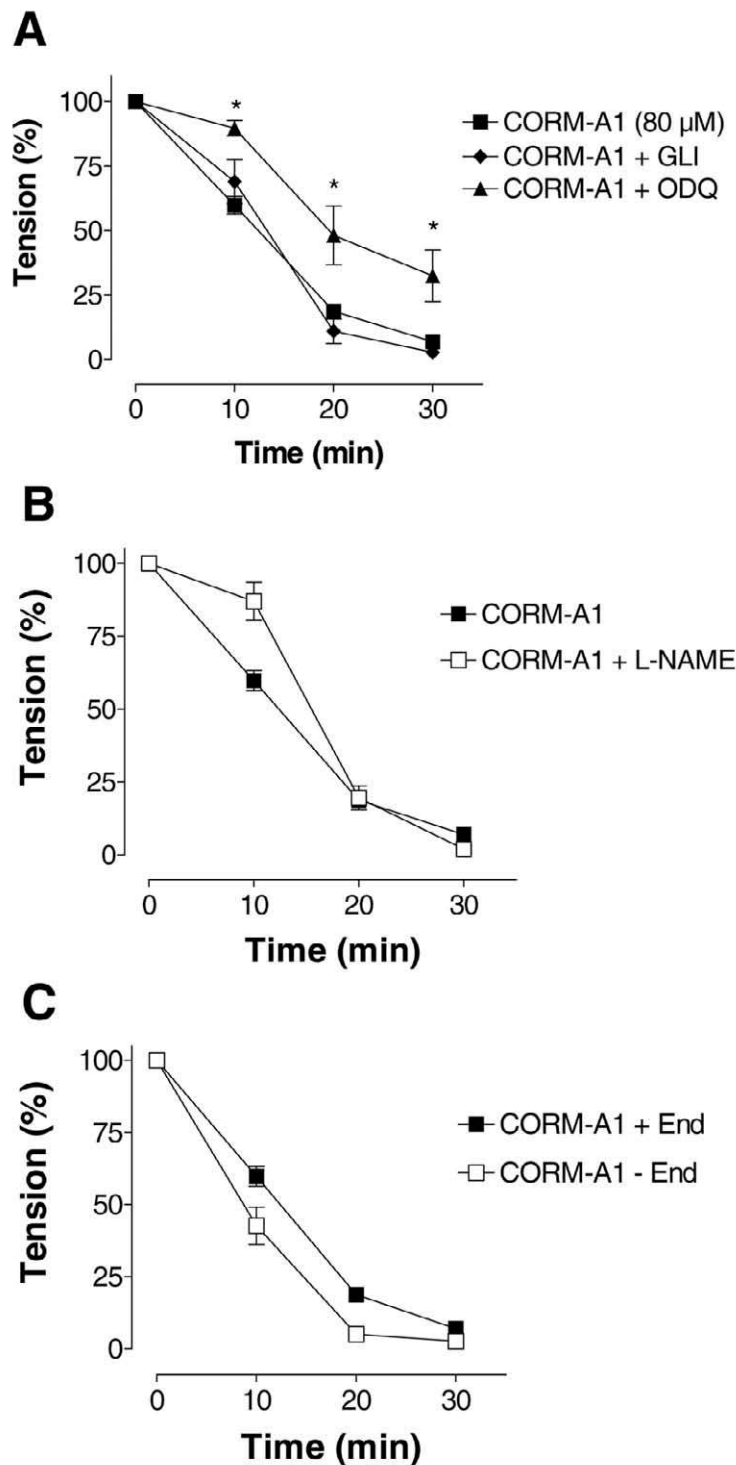 A
Tension (%)
100
75
50
25
0
*
*
*
CORM-A1 (80 µM)
CORM-A1 + GLI
CORM-A1 + ODQ
0 10 20 30
Time (min)
B
Tension (%)
100
75
50
25
0
CORM-A1
CORM-A1 + L-NAME
0 10 20 30
Time (min)
C
Tension (%)
100
75
50
25
0
CORM-A1 + End
CORM-A1 - End
0 10 20 30
Time (min)